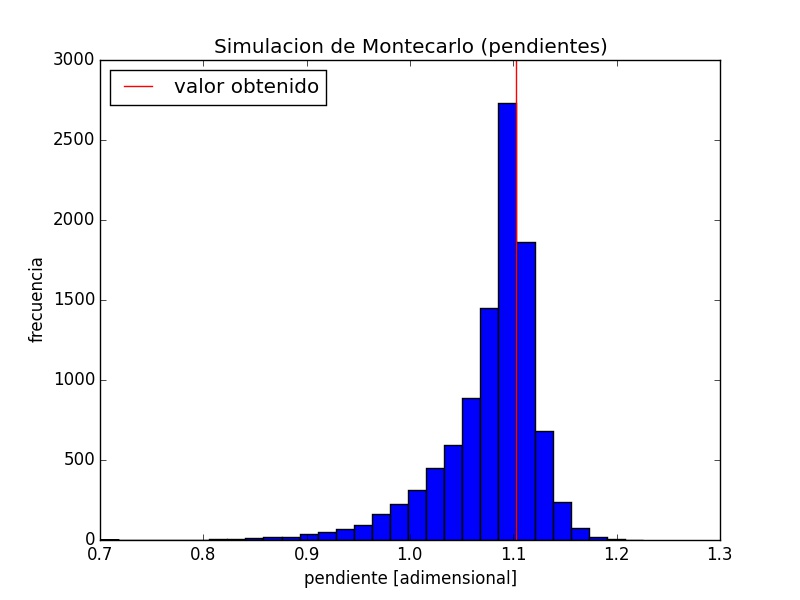 Simulacion de Montecarlo (pendientes)
valor obtenido
3000
2500
2000
1500
1000
500
0
frecuencia
0.7 0.8 0.9 1.0 1.1 1.2 1.3
pendiente [adimensional]